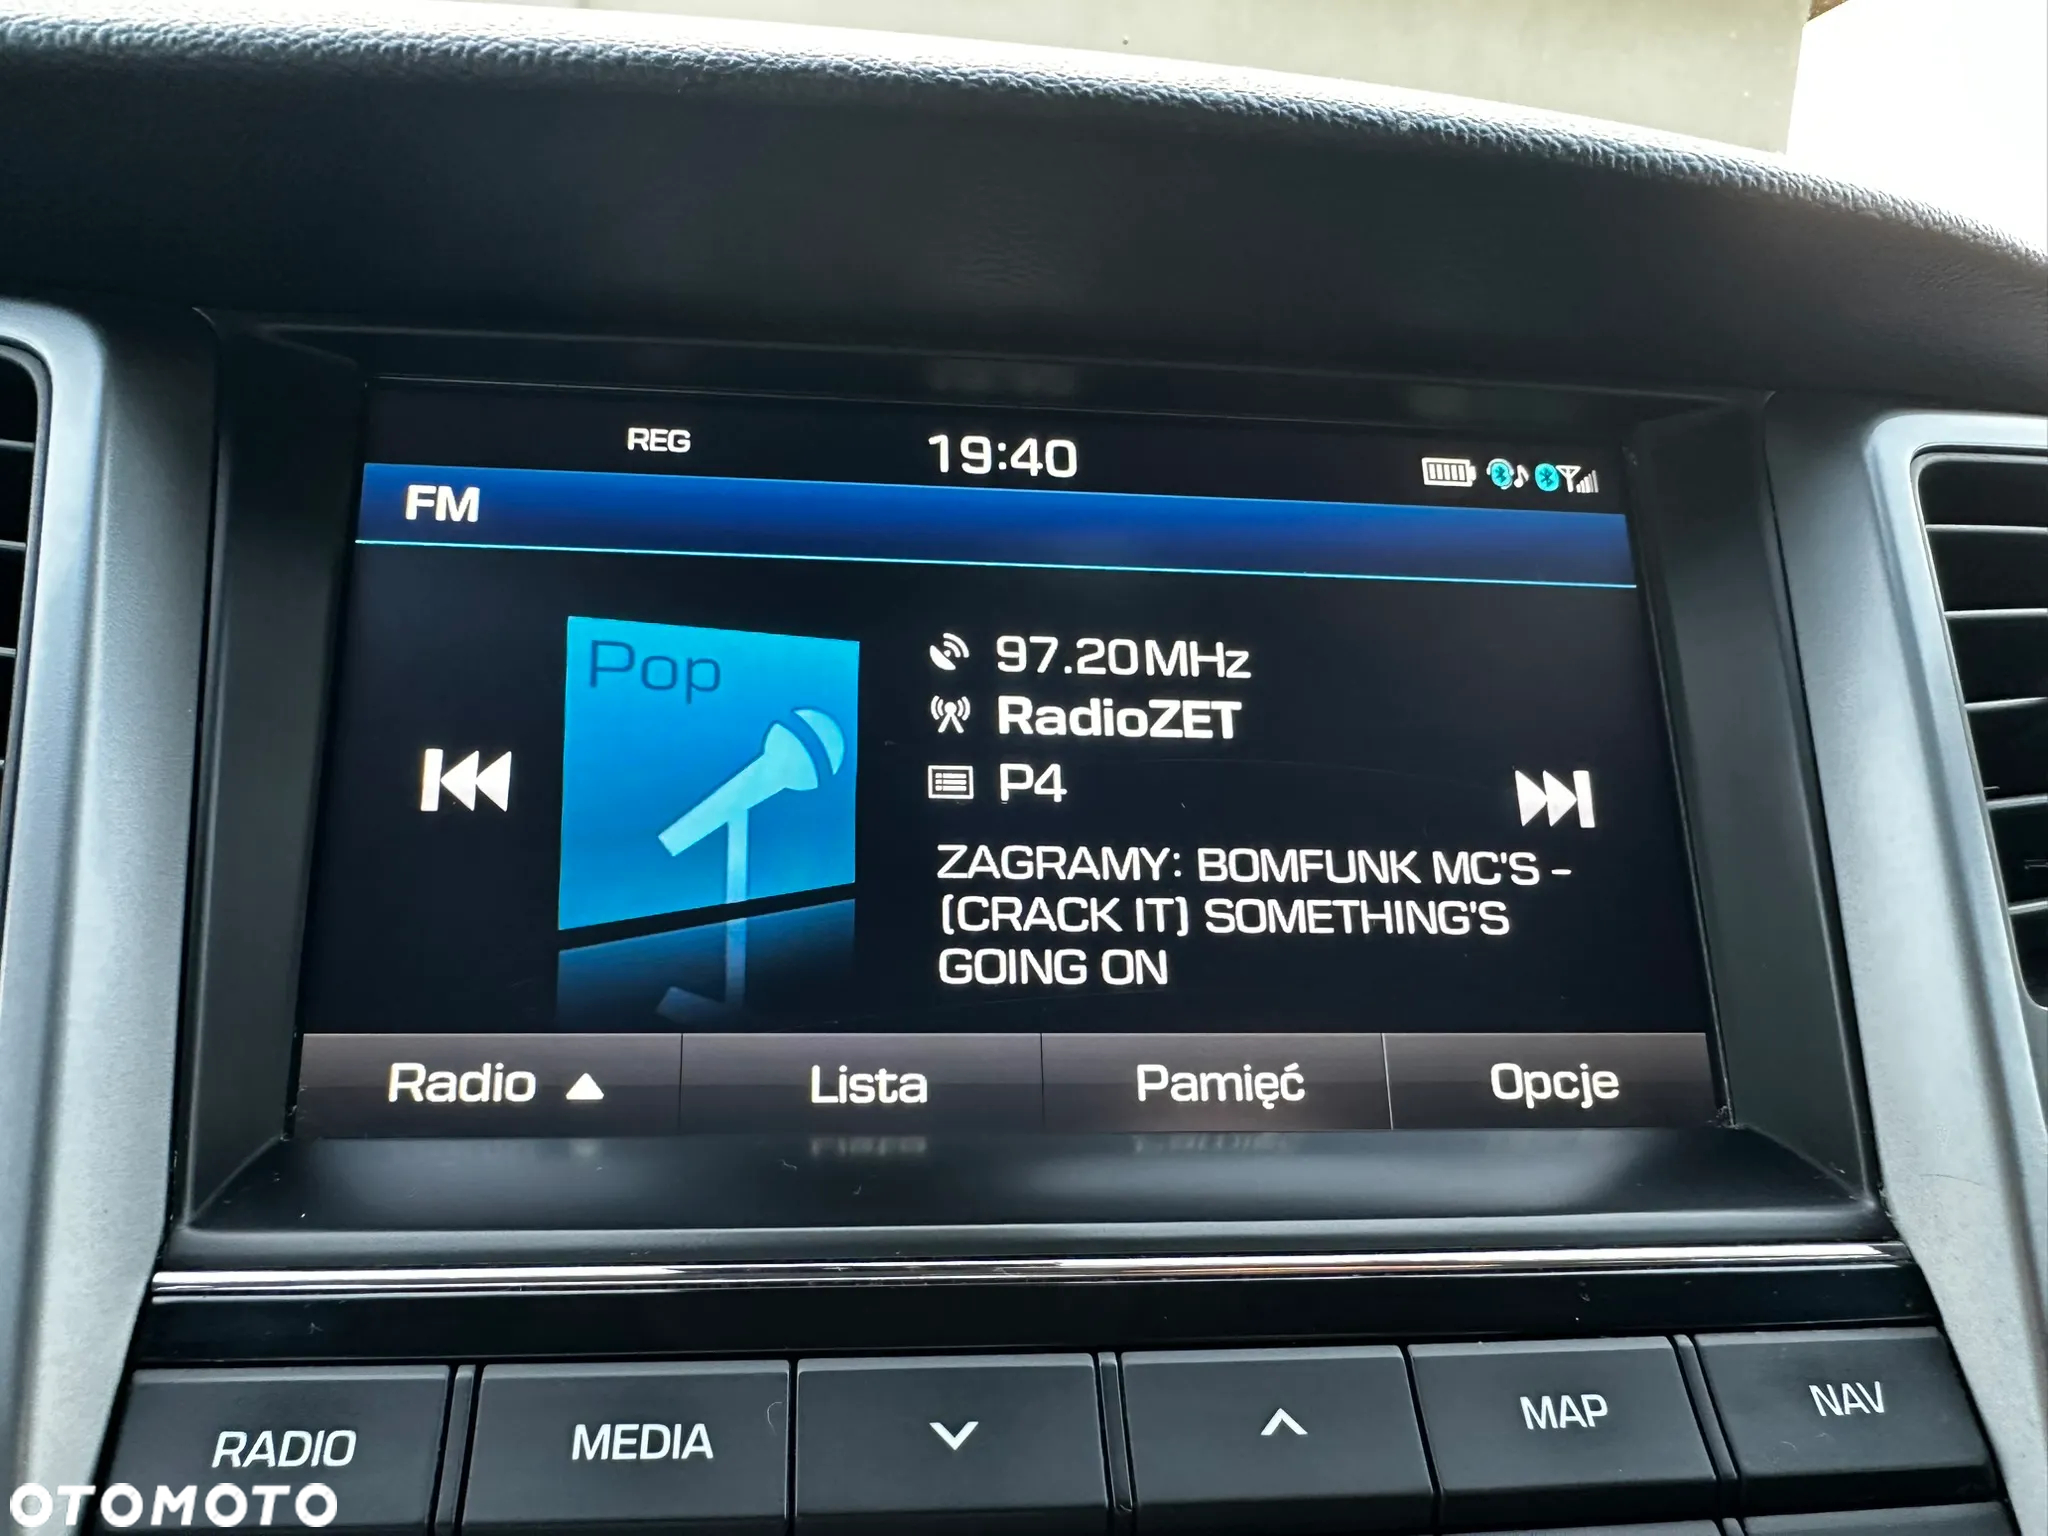 REG
19:40
FM
Pop
97.20MHz
RadioZET
P4
ZAGRAMY: BOMFUNK MC'S -
(CRACK IT) SOMETHING'S
GOING ON
Radio
Lista
Pamięć
Opcje
RADIO
MEDIA
MAP
NAV
OTOMOTO